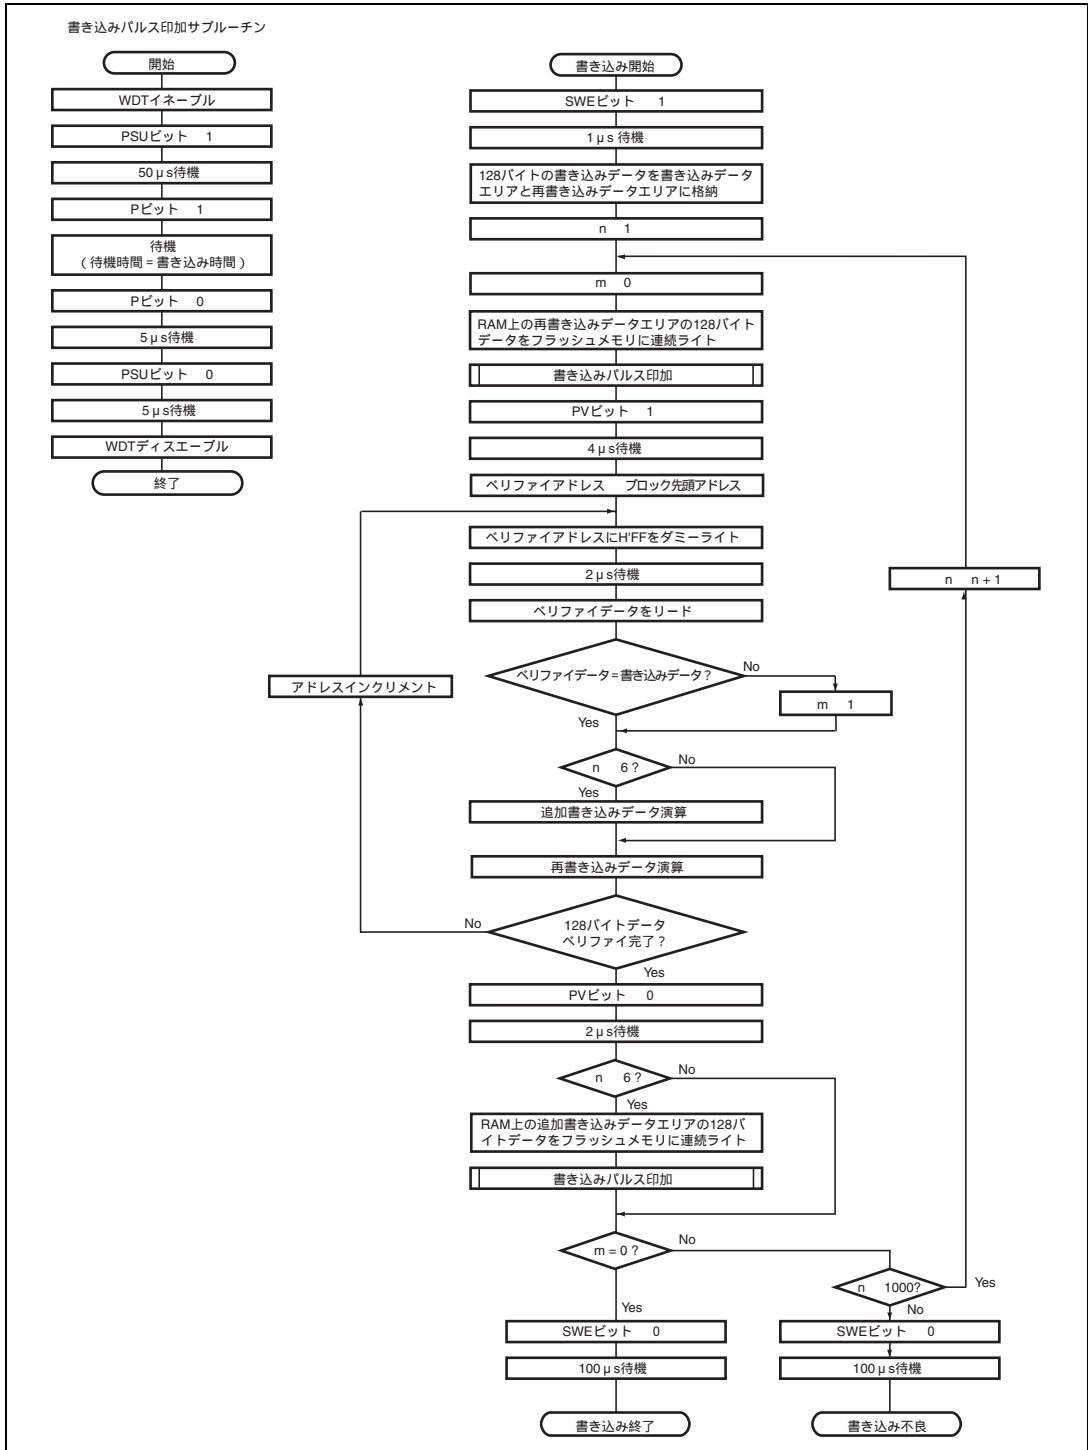 書き込みパルス印加サブルーチン
開始
WDTイネーブル
PSUビット 1
50μs待機
Pビット 1
待機
(待機時間=書き込み時間)
Pビット 0
5μs待機
PSUビット 0
5μs待機
WDTディスエーブル
終了
書き込み開始
SWEビット 1
1μs待機
128バイトの書き込みデータを書き込みデータ
エリアと再書き込みデータエリアに格納
n 1
m 0
RAM上の再書き込みデータエリアの128バイト
データをフラッシュメモリに連続ライト
書き込みパルス印加
PVビット 1
4μs待機
ベリファイアドレス ブロック先頭アドレス
ベリファイアドレスにH'FFをダミーライト
2μs待機
n n+1
ベリファイデータをリード
ベリファイデータ=書き込みデータ?
No
アドレスインクリメント
m 1
Yes
n 6?
No
Yes
追加書き込みデータ演算
再書き込みデータ演算
No
128バイトデータ
ベリファイ完了?
Yes
PVビット 0
2μs待機
n 6?
No
Yes
RAM上の追加書き込みデータエリアの128バ
イトデータをフラッシュメモリに連続ライト
書き込みパルス印加
m=0?
No
n 1000?
Yes
Yes
No
SWEビット 0
SWEビット 0
100μs待機
100μs待機
書き込み終了
書き込み不良